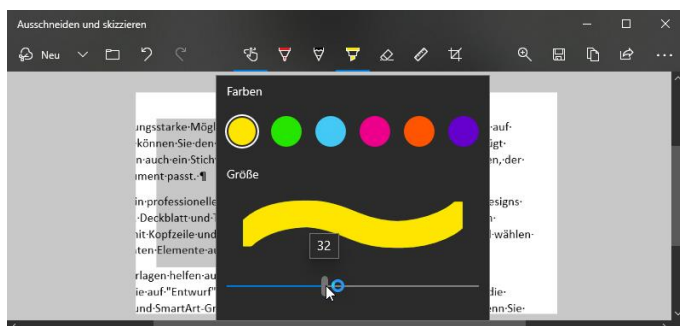 Ausschneiden und skizzieren
Neu
Farben
Größe
32
ungsstarke·Mögl
·können·Sie·den·
n·auch·ein·Stich
ument·passt.·¶
in·professionelle
·Deckblatt·und·T
nit·Kopfzeile·und
ten·Elemente·au
rlagen·helfen·au
ie·auf·"Entwurf"
und·SmartArt·Gr
·auf·
ügt·
en,·der·
esigns·
n·
l·wählen·
die·
enn·Sie·